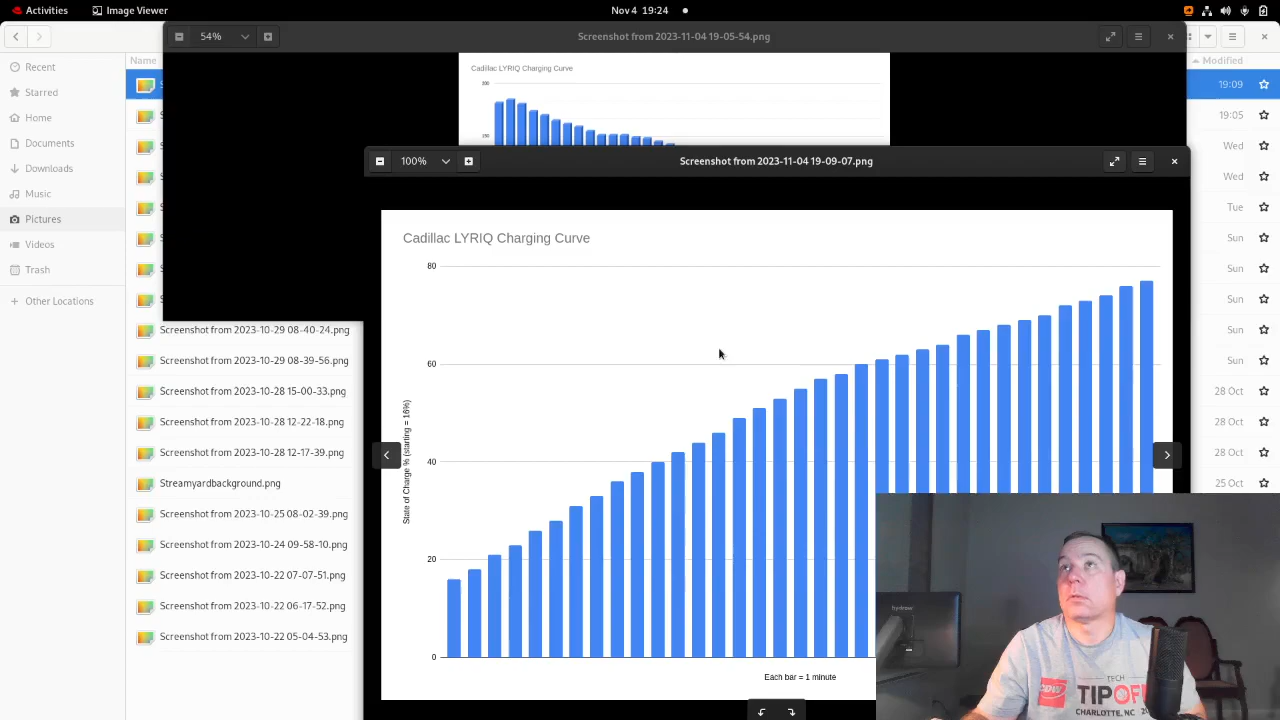 Activities
Image Viewer
Nov 4 19:24
54%
Screenshot from 2023-11-04 19-05-54.png
Name
Modified
Recent
Starred
Home
Documents
Downloads
Music
Pictures
Videos
Trash
Other Locations
Cadillac LYRIQ Charging Curve
100%
Screenshot from 2023-11-04 19-09-07.png
Cadillac LYRIQ Charging Curve
80
60
40
20
0
State of Charge % (starting = 16%)
Each bar = 1 minute
Screenshot from 2023-10-29 08-40-24.png
Screenshot from 2023-10-29 08-39-56.png
Screenshot from 2023-10-28 15-00-33.png
Screenshot from 2023-10-28 12-22-18.png
Screenshot from 2023-10-28 12-17-39.png
Streamyardbackground.png
Screenshot from 2023-10-25 08-02-39.png
Screenshot from 2023-10-24 09-58-10.png
Screenshot from 2023-10-22 07-07-51.png
Screenshot from 2023-10-22 06-17-52.png
Screenshot from 2023-10-22 05-04-53.png
19:09
19:05
Wed
Wed
Tue
Sun
Sun
Sun
Sun
Sun
28 Oct
28 Oct
28 Oct
25 Oct
TECH
TIPOFF
CHARLOTTE, NC